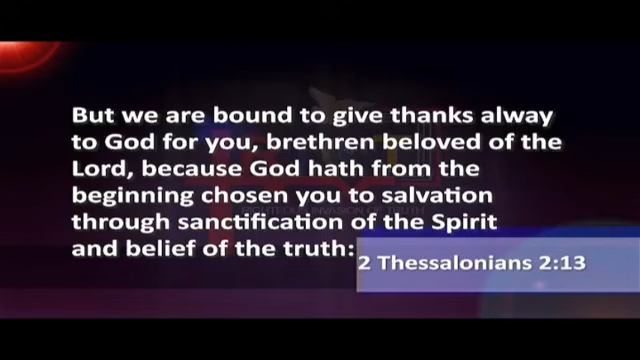 But we are bound to give thanks alway
to God for you, brethren beloved of the
Lord, because God hath from the
beginning chosen you to salvation
through sanctification of the Spirit
and belief of the truth:
2 Thessalonians 2:13